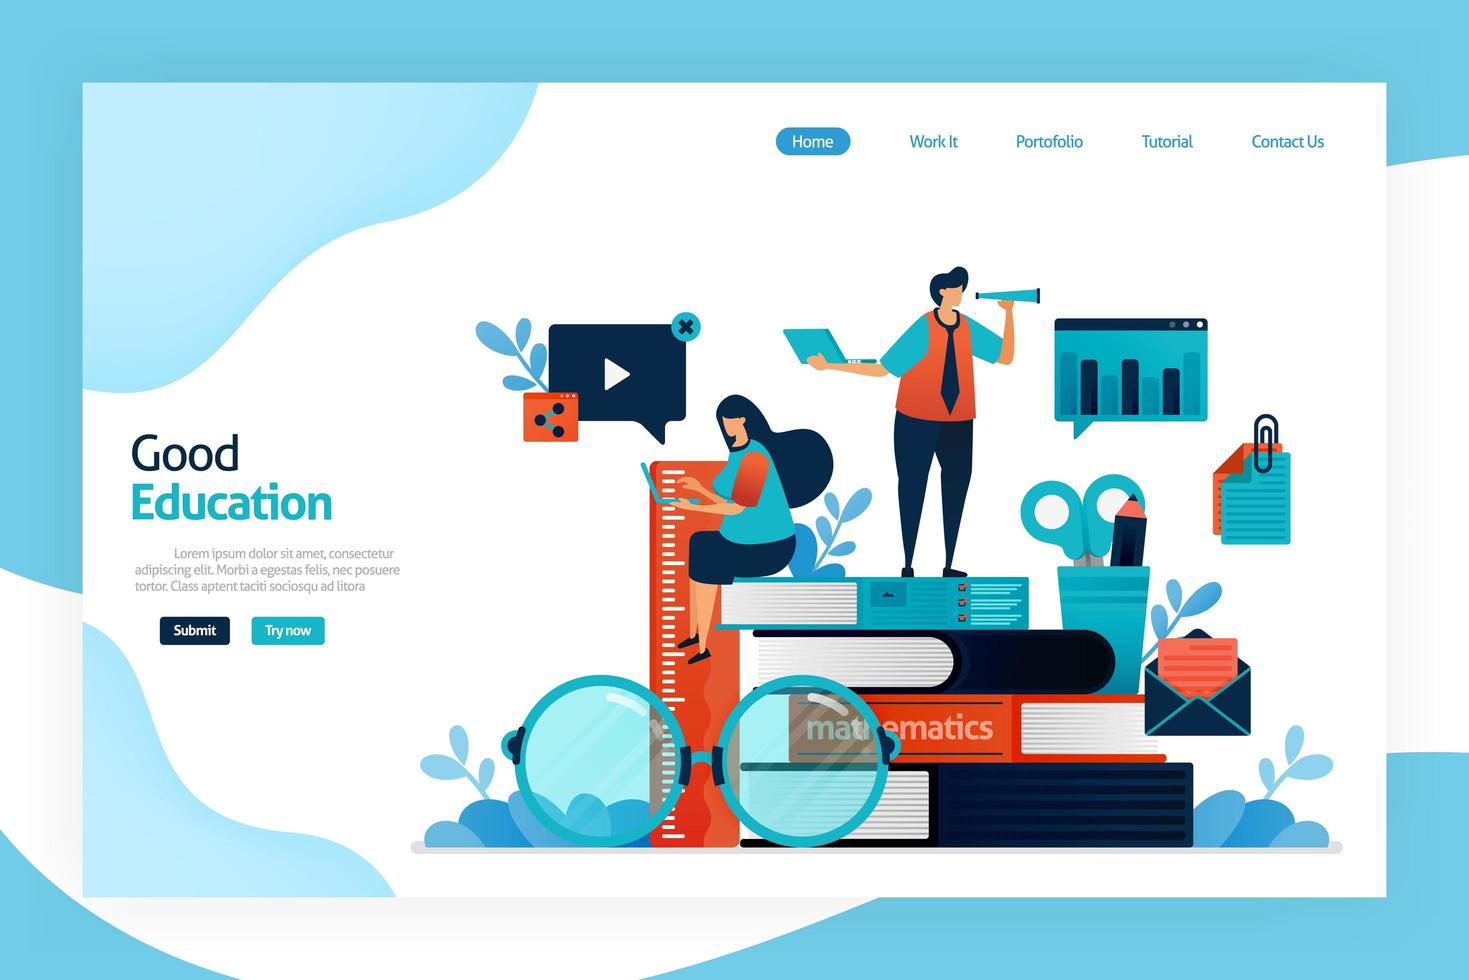 Home Work It Portofolio Tutorial Contact Us
Good
Education
Lorem ipsum dolor sit amet, consectetur
adipiscing elit. Morbi a egestas felis, nec posuere
tortor. Class aptent taciti sociosqu ad litora
Submit Try now
mathematics